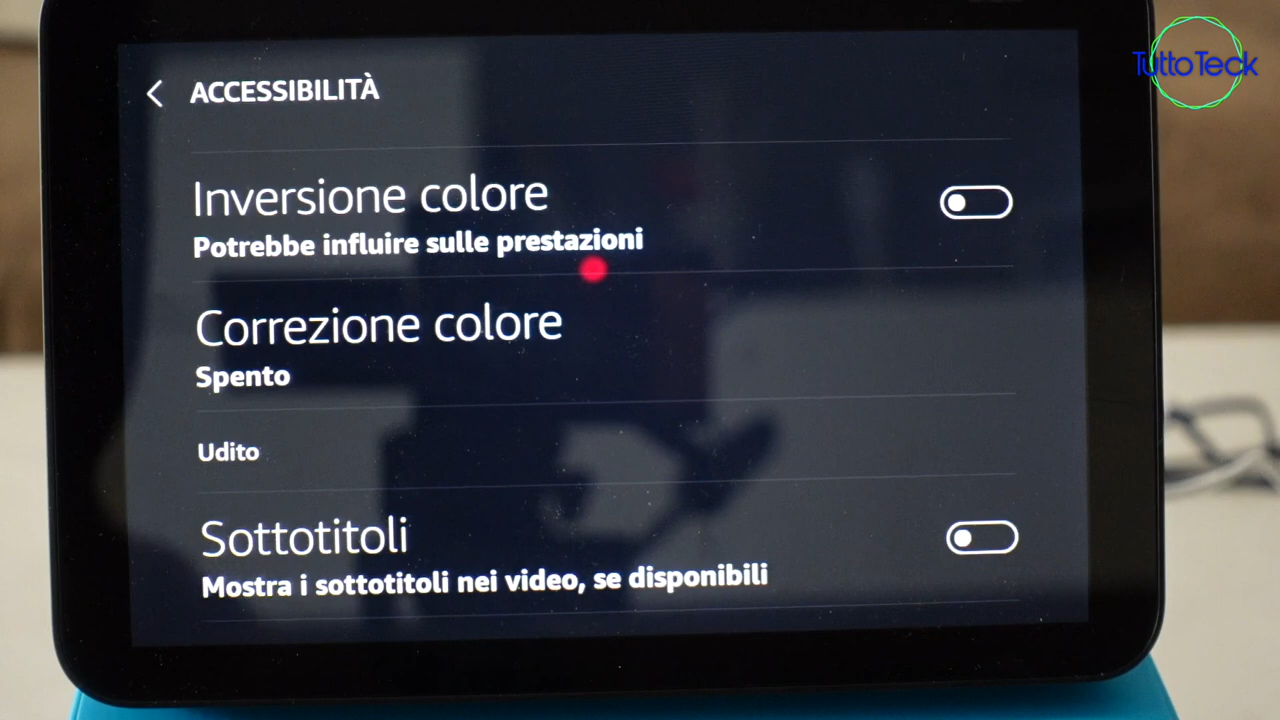 TuttoTeck
ACCESSIBILITÀ
Inversione colore
Potrebbe influire sulle prestazioni
Correzione colore
Spento
Udito
Sottotitoli
Mostra i sottotitoli nei video, se disponibili